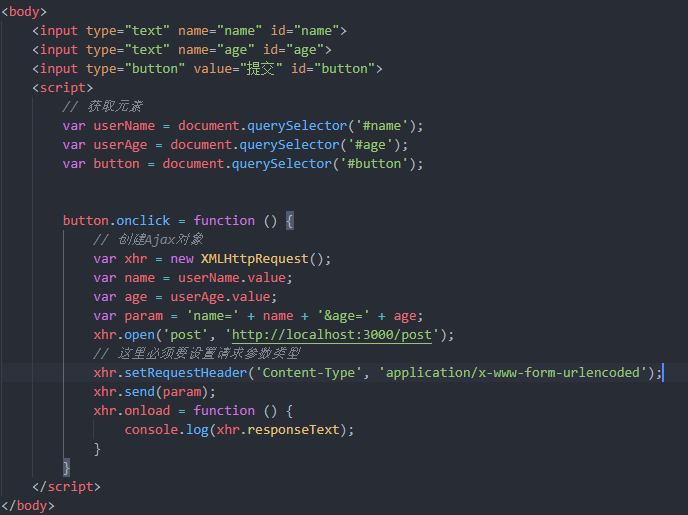 <body>
<input type="text" name="name" id="name">
<input type="text" name="age" id="age">
<input type="button" value="提交" id="button">
<script>
// 获取元素
var userName = document.querySelector('#name');
var userAge = document.querySelector('#age');
var button = document.querySelector('#button');
button.onclick = function () {
// 创建Ajax对象
var xhr = new XMLHttpRequest();
var name = userName.value;
var age = userAge.value;
var param = 'name=' + name + '&age=' + age;
xhr.open('post', 'http://localhost:3000/post');
// 这里必须要设置请求参数类型
xhr.setRequestHeader('Content-Type', 'application/x-www-form-urlencoded');
xhr.send(param);
xhr.onload = function () {
console.log(xhr.responseText);
}
}
</script>
</body>